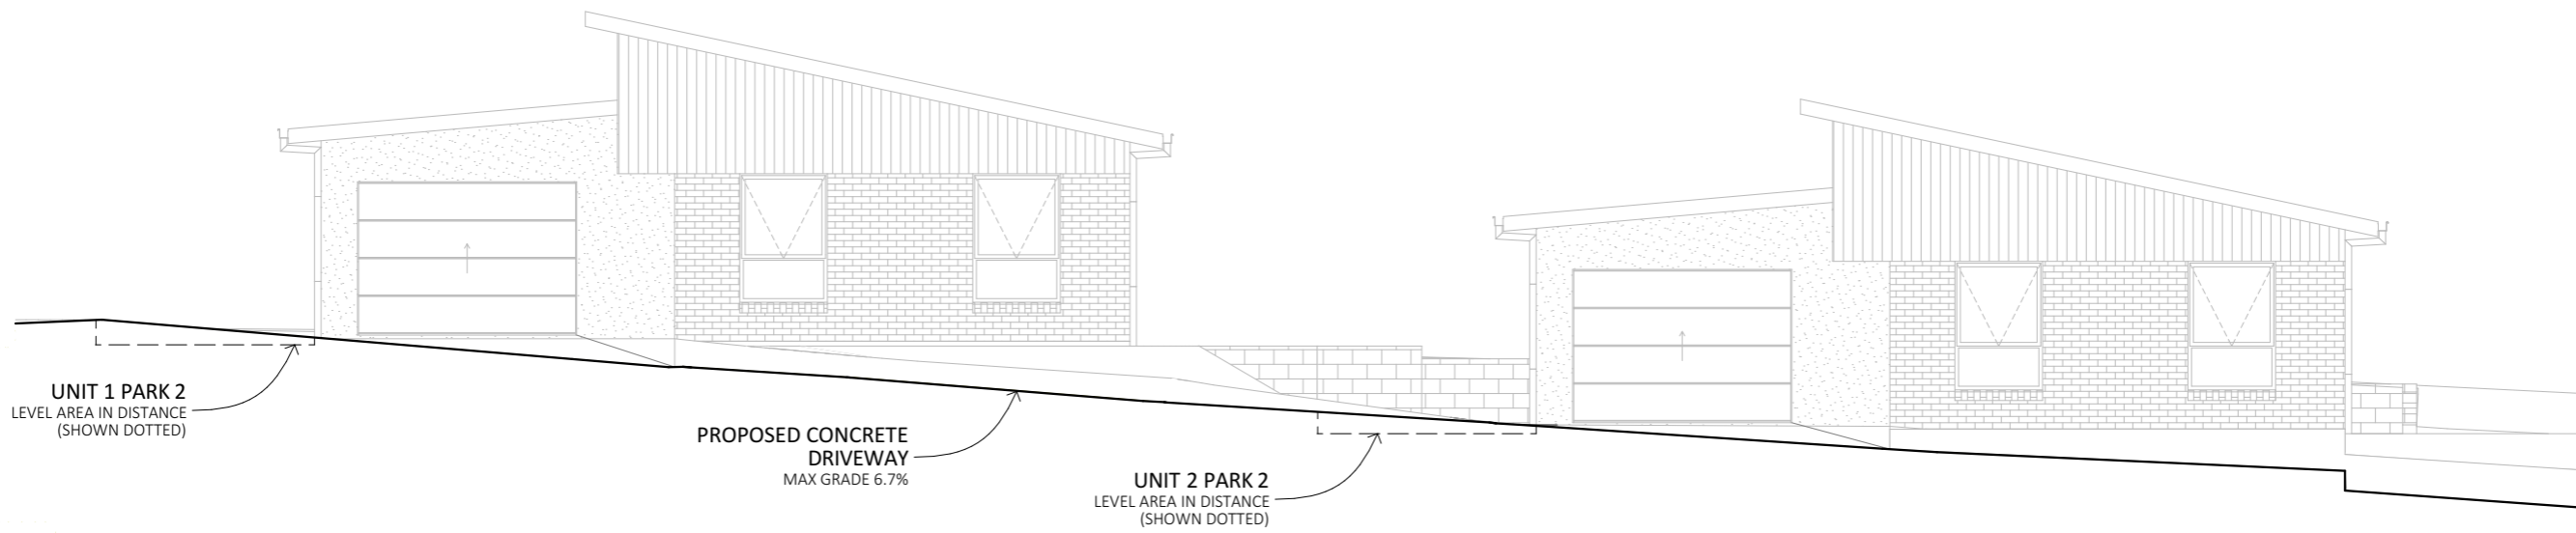 UNIT 1 PARK 2
LEVEL AREA IN DISTANCE
(SHOWN DOTTED)
PROPOSED CONCRETE
DRIVEWAY
MAX GRADE 6.7%
UNIT 2 PARK 2
LEVEL AREA IN DISTANCE
(SHOWN DOTTED)